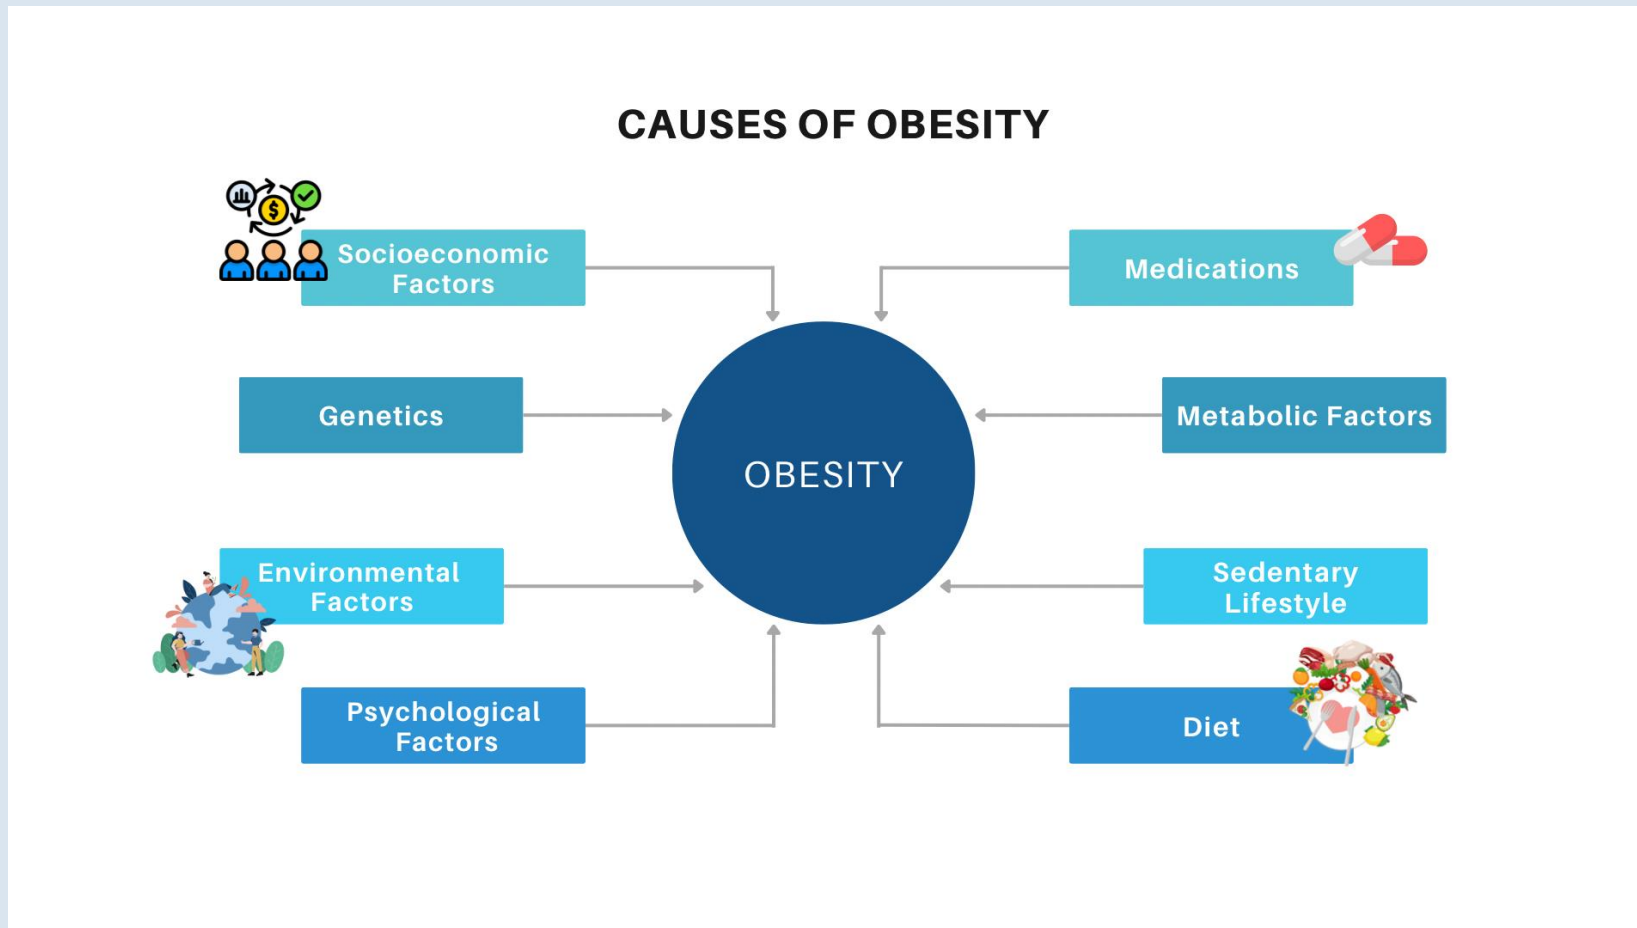 CAUSES OF OBESITY
Socioeconomic
Factors
Medications
Genetics
Metabolic Factors
OBESITY
Environmental
Factors
Sedentary
Lifestyle
Psychological
Factors
Diet